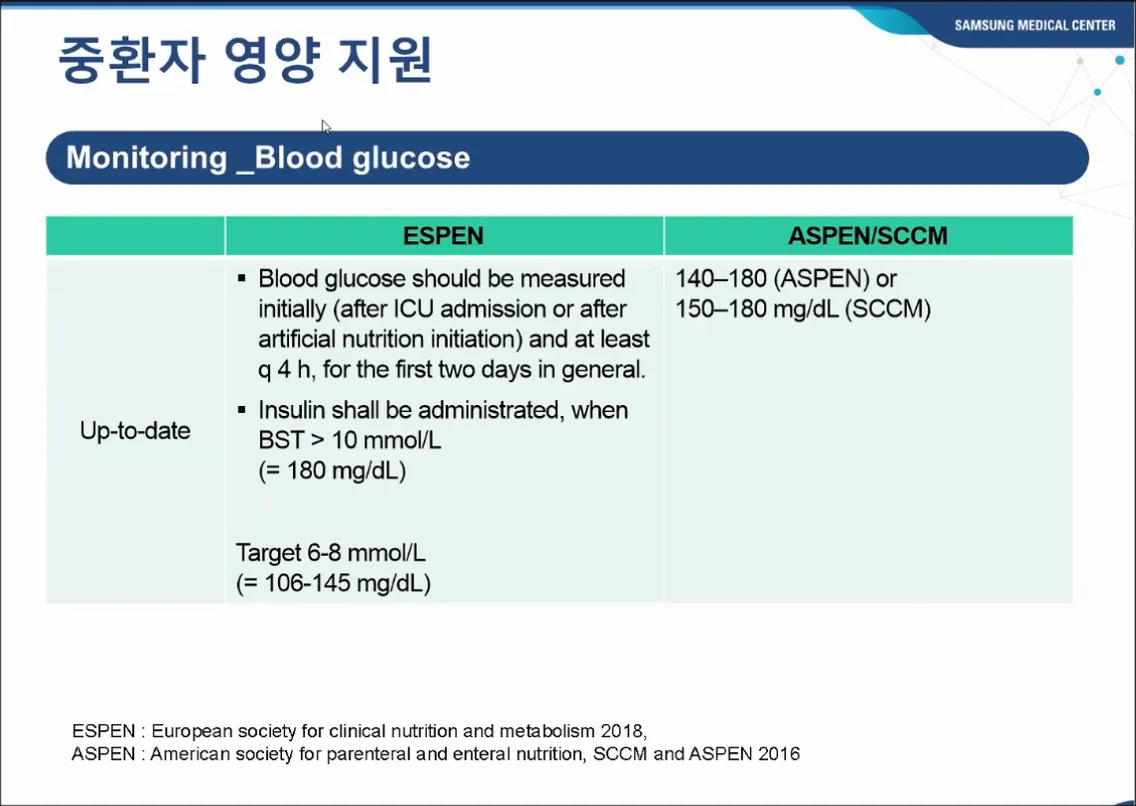 SAMSUNG MEDICAL CENTER
중환자 영양 지원
Monitoring _Blood glucose
ESPEN
ASPEN/SCCM
Up-to-date
▪ Blood glucose should be measured
initially (after ICU admission or after
artificial nutrition initiation) and at least
q 4 h, for the first two days in general.
▪ Insulin shall be administrated, when
BST > 10 mmol/L
(= 180 mg/dL)
Target 6-8 mmol/L
(= 106-145 mg/dL)
140–180 (ASPEN) or
150–180 mg/dL (SCCM)
ESPEN : European society for clinical nutrition and metabolism 2018,
ASPEN : American society for parenteral and enteral nutrition, SCCM and ASPEN 2016